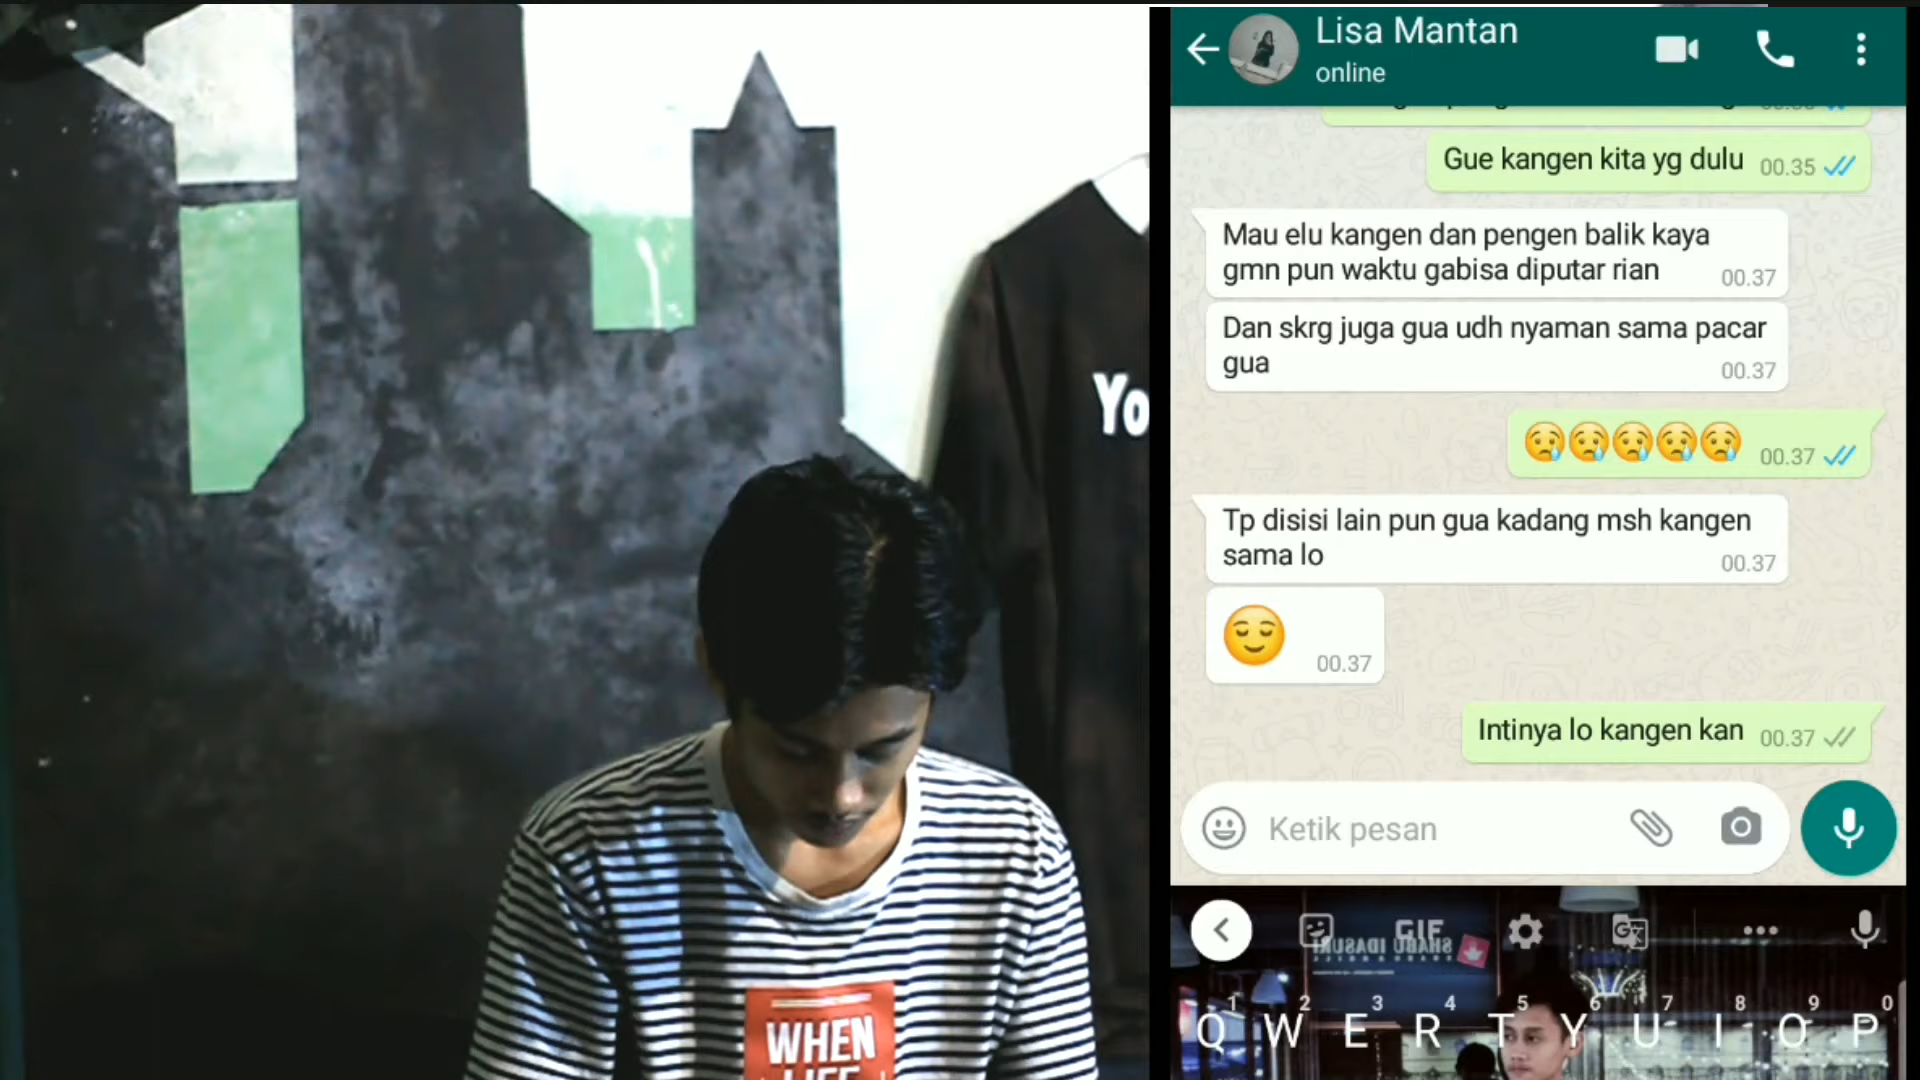 Lisa Mantan
online
Gue kangen kita yg dulu 00.35
Mau elu kangen dan pengen balik kaya
gmn pun waktu gabisa diputar rian 00.37
Dan skrg juga gua udh nyaman sama pacar
gua 00.37
😢😢😢😢😢 00.37
Tp disisi lain pun gua kadang msh kangen
sama lo 00.37
😌 00.37
Intinya lo kangen kan 00.37
Ketik pesan
GIF
SHABU IDASUKI
1 2 3 4 5 6 7 8 9 0
Q W E R T Y U I O P
Yo
WHEN
LIFE